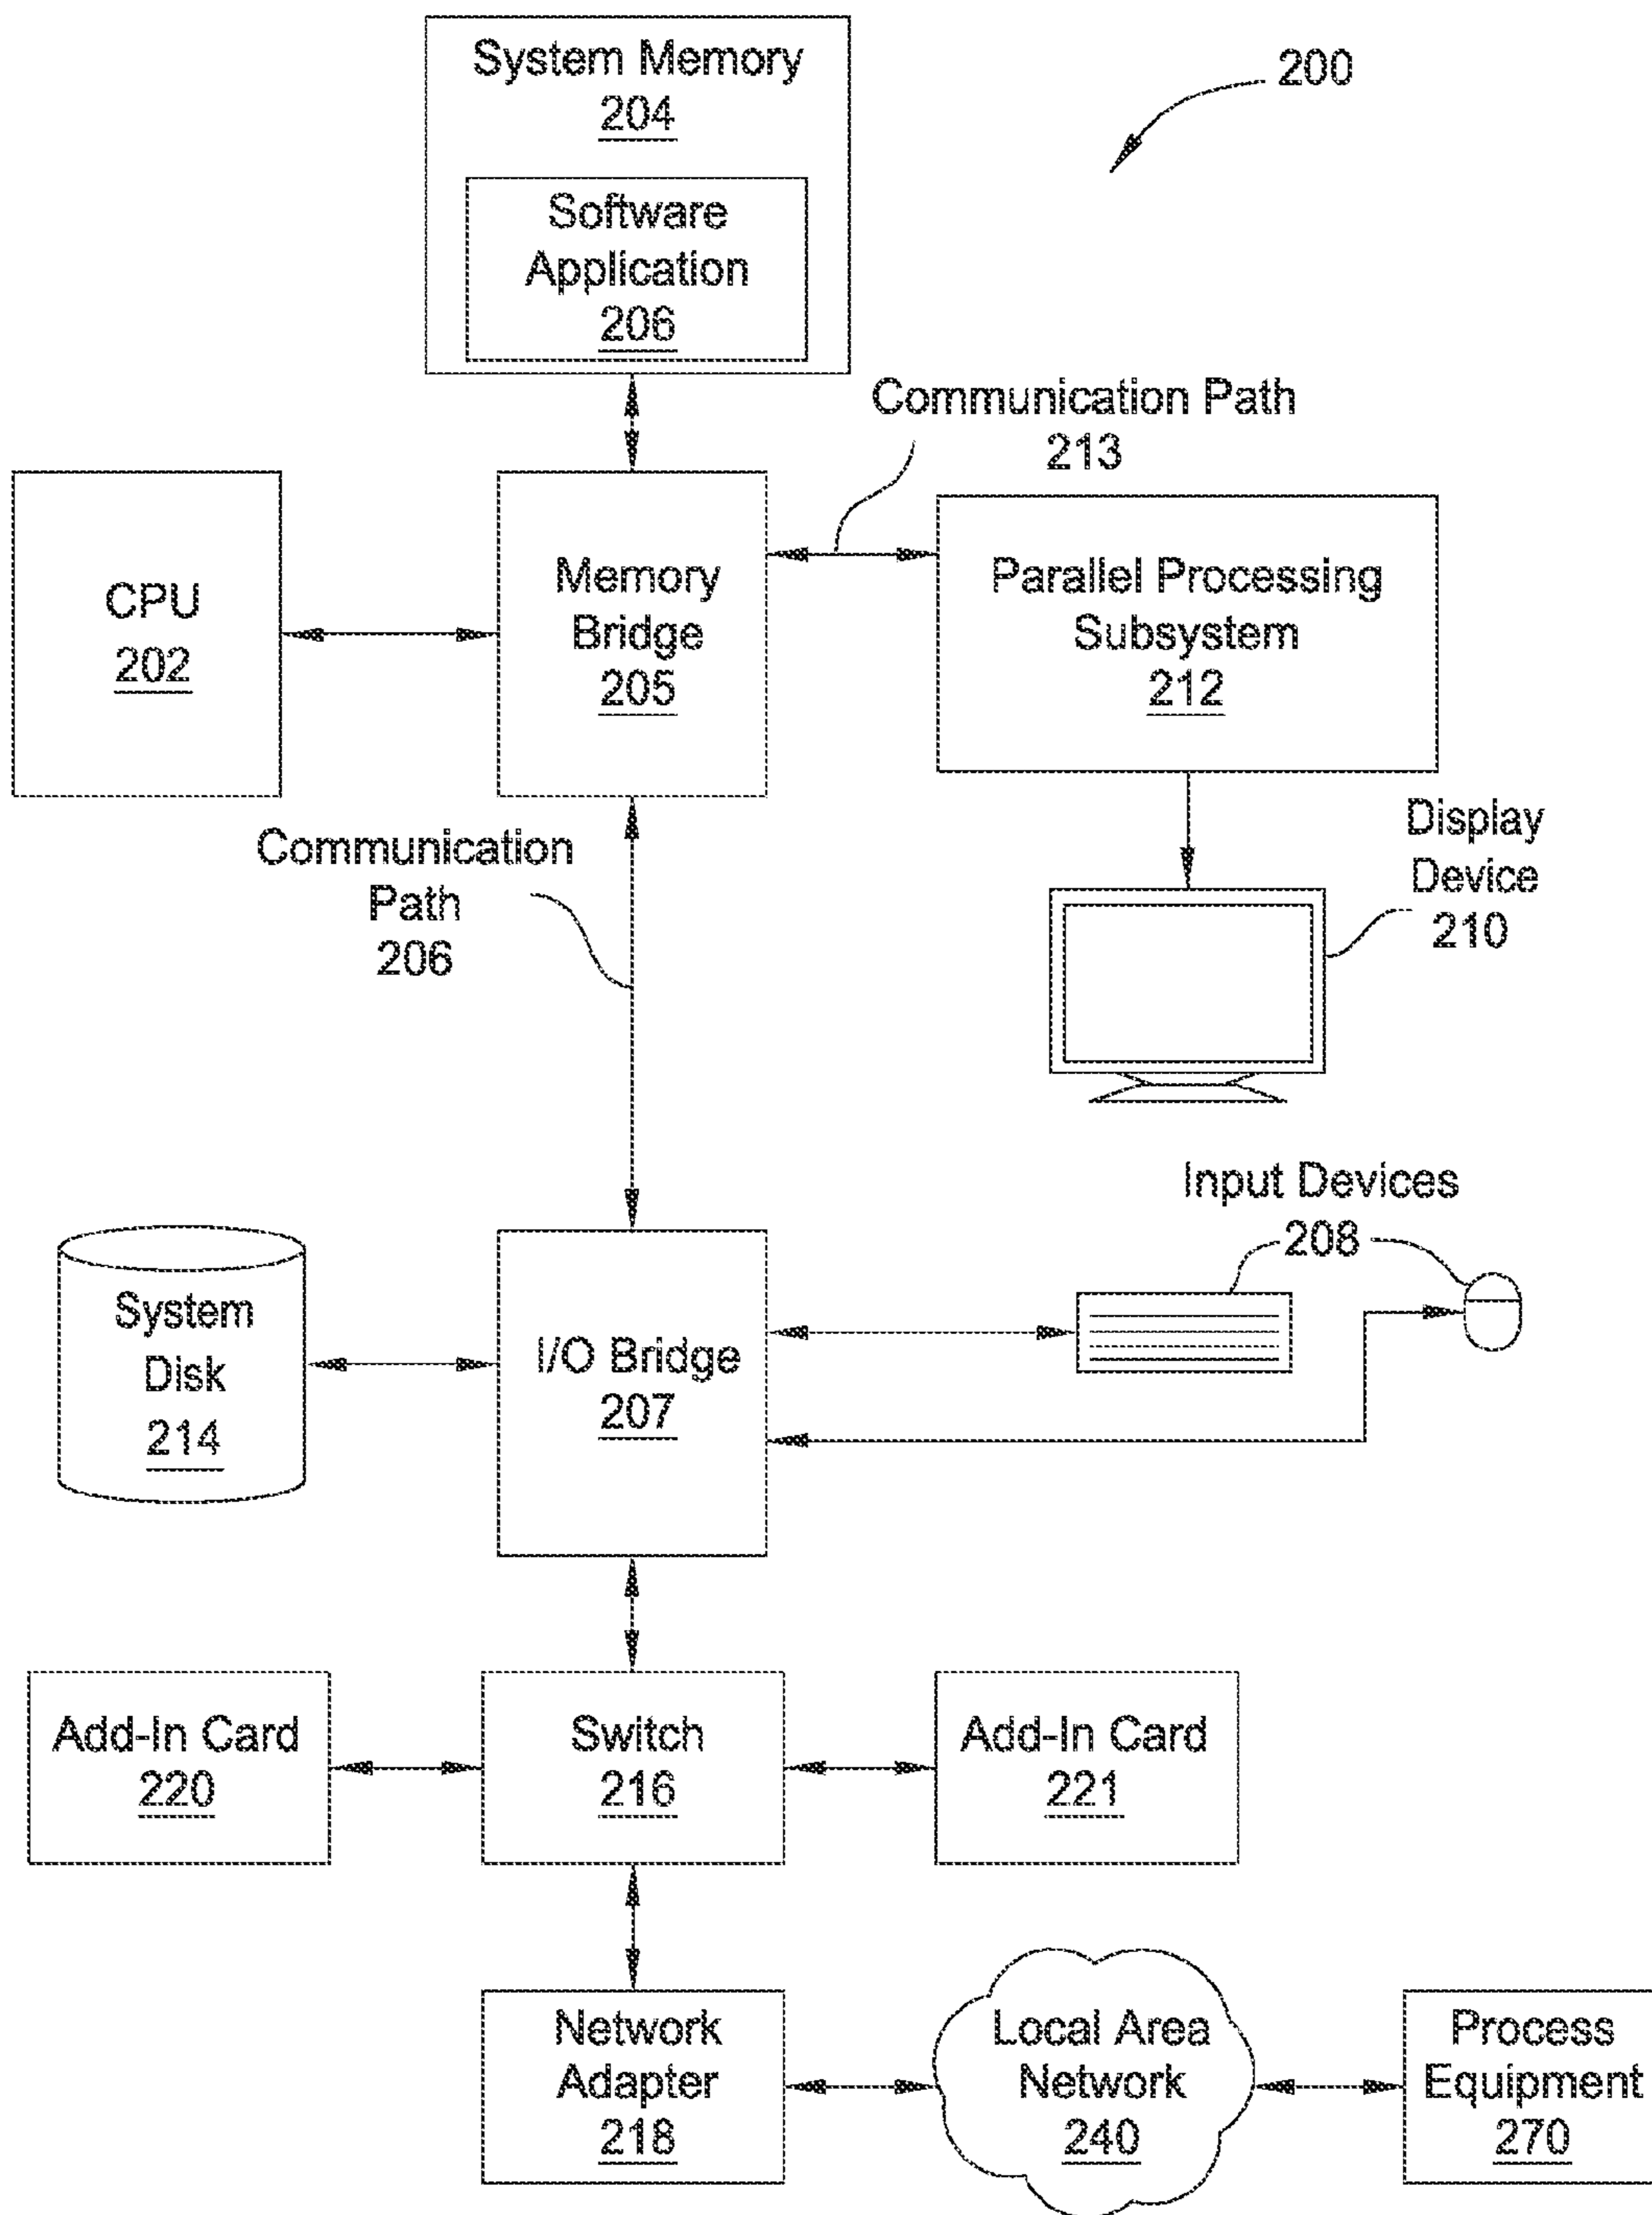 System Memory
204
200
Software
Application
206
Communication Path
213
CPU
202
Memory
Bridge
205
Parallel Processing
Subsystem
212
Communication
Path
206
Display
Device
210
Input Devices
208
System
Disk
214
I/O Bridge
207
Add-In Card
220
Switch
216
Add-In Card
221
Network
Adapter
218
Local Area
Network
240
Process
Equipment
270